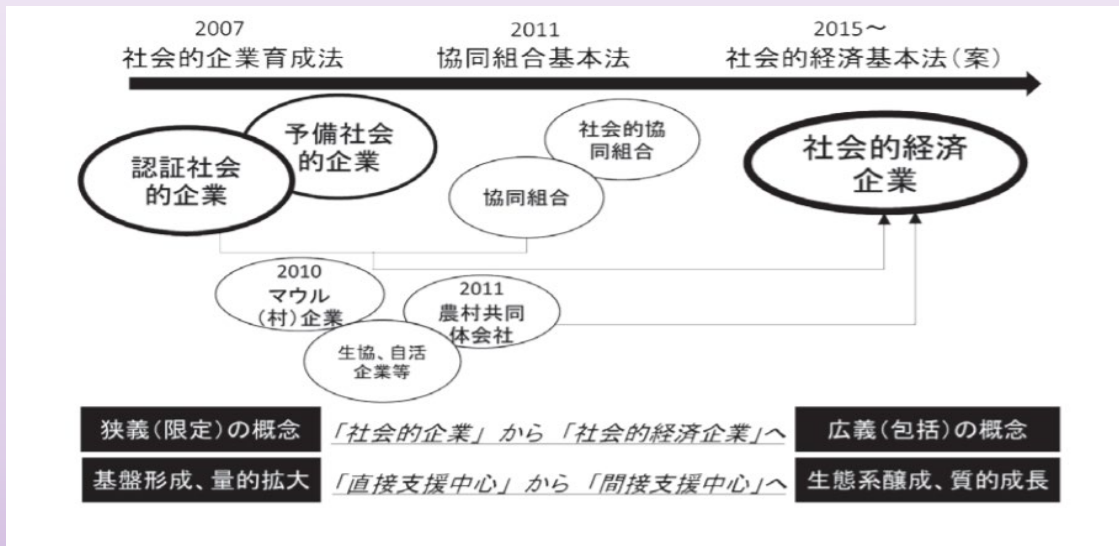 2007
社会的企業育成法
2011
協同組合基本法
2015~
社会的経済基本法(案)
予備社会
的企業
認証社会
的企業
社会的協
同組合
協同組合
社会的経済
企業
2010
マウル
(村)企業
2011
農村共同
体会社
生協、自活
企業等
狭義(限定)の概念
「社会的企業」から「社会的経済企業」へ
広義(包括)の概念
基盤形成、量的拡大
「直接支援中心」から「間接支援中心」へ
生態系醸成、質的成長